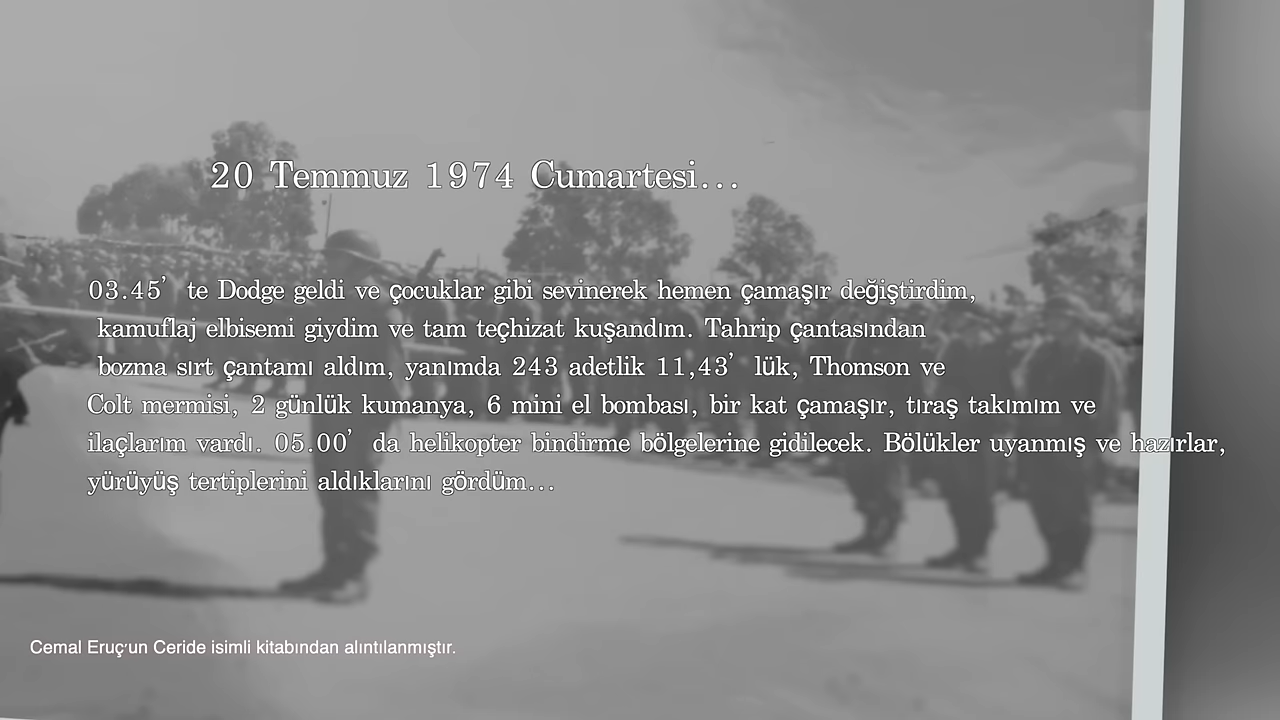 20 Temmuz 1974 Cumartesi...
03.45' te Dodge geldi ve çocuklar gibi sevinerek hemen çamaşır değiştirdim,
kamuflaj elbisemi giydim ve tam teçhizat kuşandım. Tahrip çantasından
bozma sırt çantamı aldım, yanımda 243 adetlik 11,43' lük, Thomson ve
Colt mermisi, 2 günlük kumanya, 6 mini el bombası, bir kat çamaşır, tıraş takımım ve
ilaçlarım vardı. 05.00' da helikopter bindirme bölgelerine gidilecek. Bölükler uyanmış ve hazırlar,
yürüyüş tertiplerini aldıklarını gördüm...
Cemal Eruç'un Ceride isimli kitabından alıntılanmıştır.